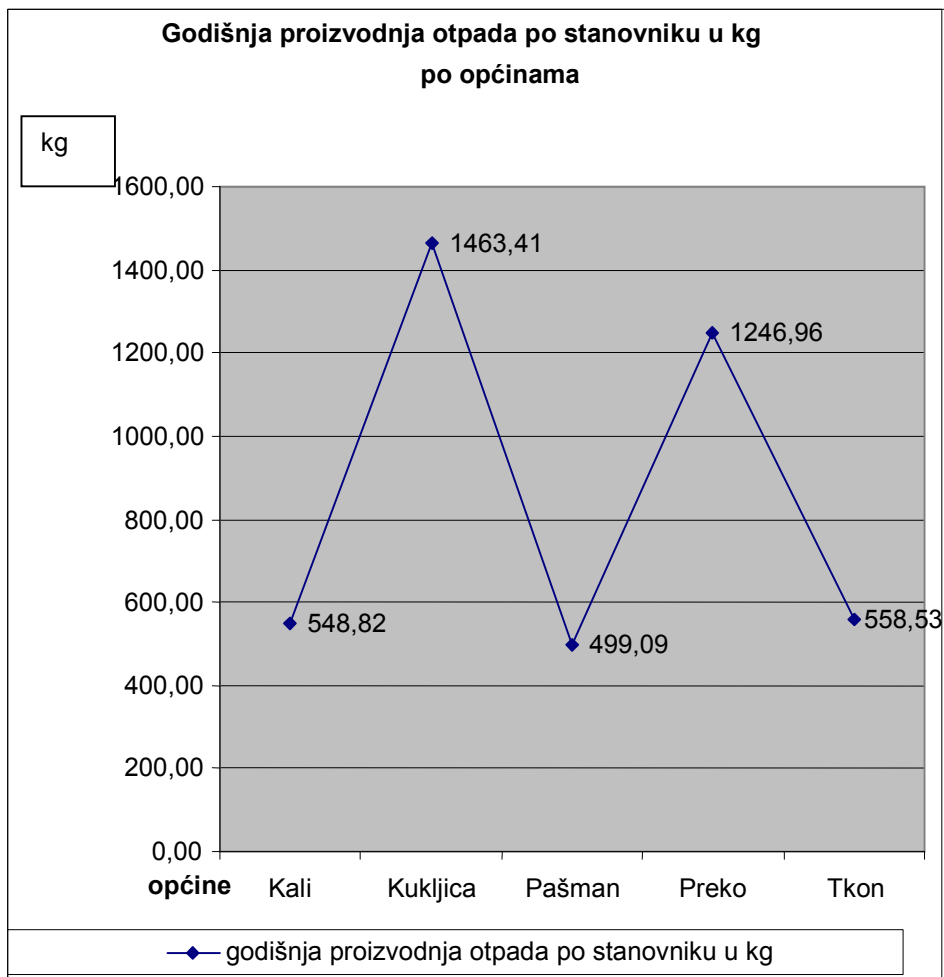 Godišnja proizvodnja otpada po stanovniku u kg
po općinama
kg
1600,00
1400,00
1200,00
1000,00
800,00
600,00
400,00
200,00
0,00
1463,41
1246,96
548,82
499,09
558,53
općine Kali Kukljica Pašman Preko Tkon
godišnja proizvodnja otpada po stanovniku u kg